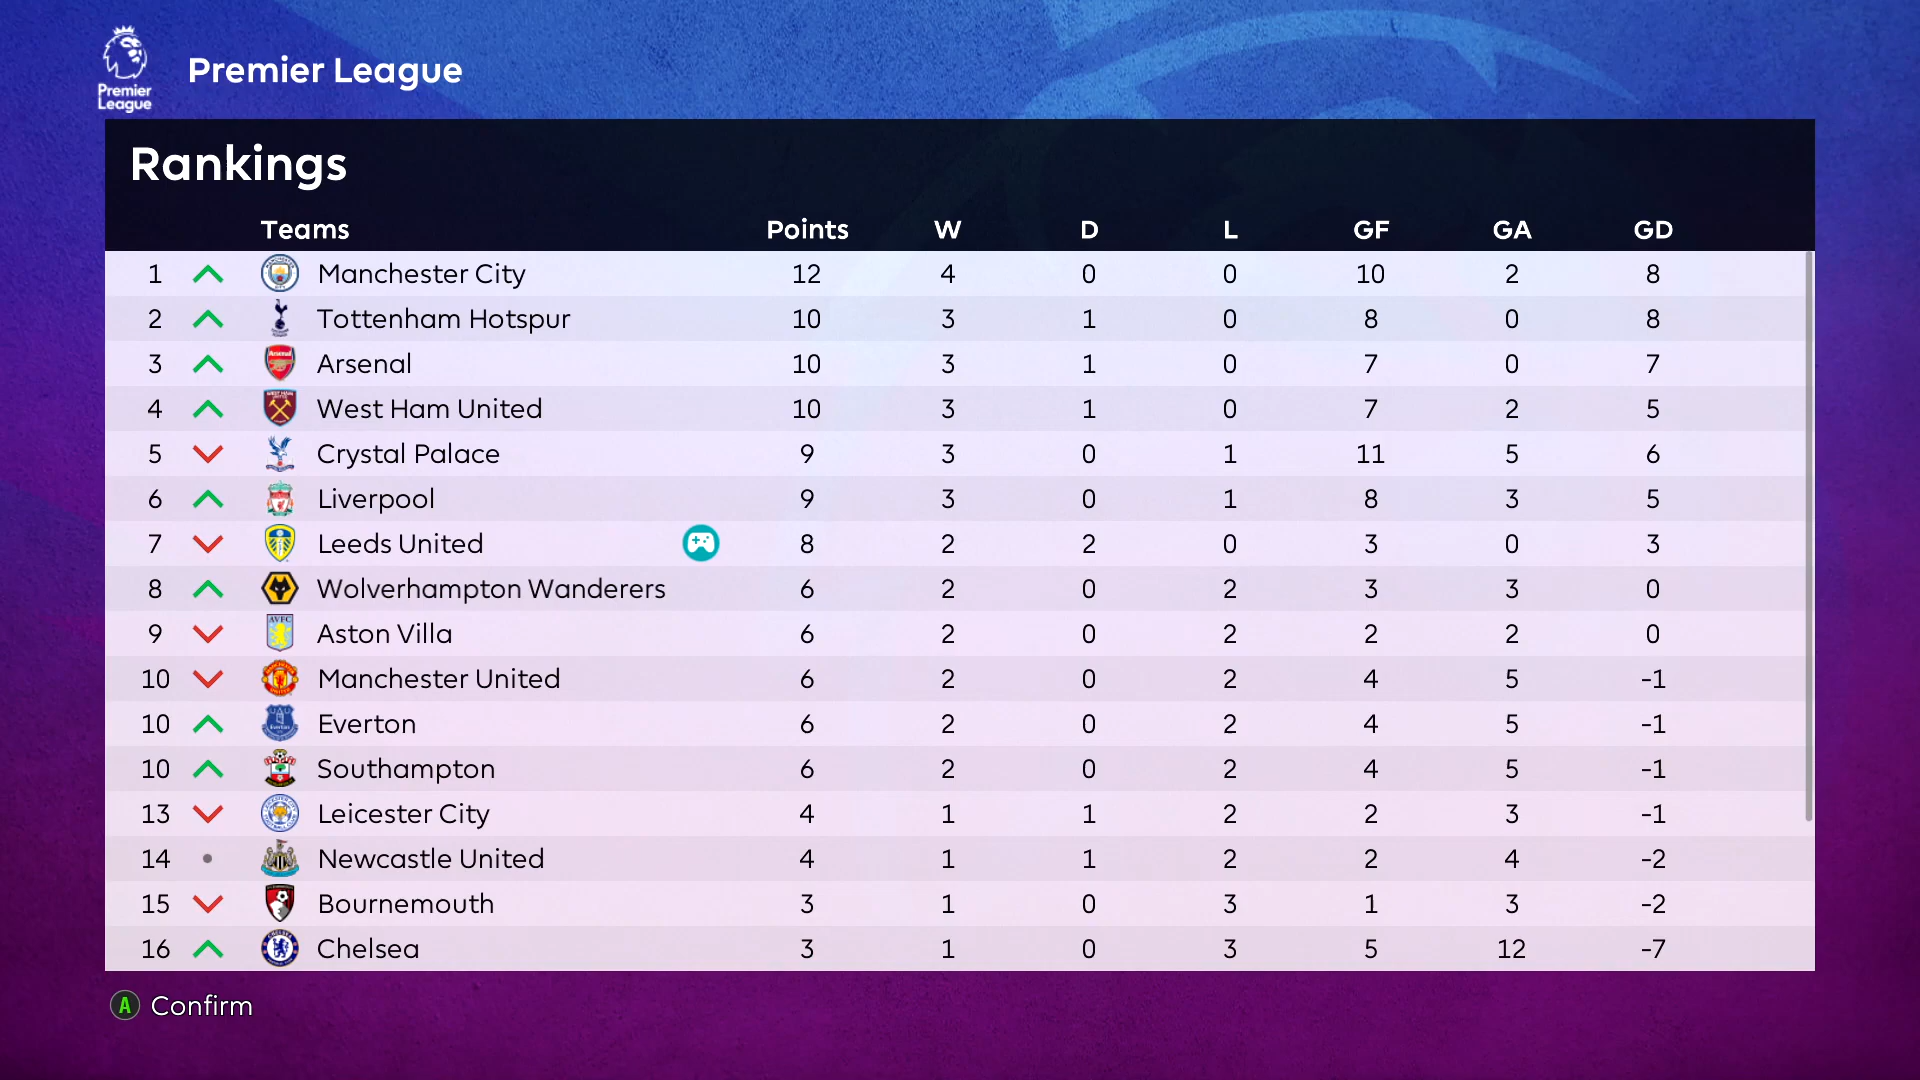 Premier
League
Premier League
Rankings
Teams Points W D L GF GA GD
1 Manchester City 12 4 0 0 10 2 8
2 Tottenham Hotspur 10 3 1 0 8 0 8
3 Arsenal 10 3 1 0 7 0 7
4 West Ham United 10 3 1 0 7 2 5
5 Crystal Palace 9 3 0 1 11 5 6
6 Liverpool 9 3 0 1 8 3 5
7 Leeds United 8 2 2 0 3 0 3
8 Wolverhampton Wanderers 6 2 0 2 3 3 0
9 Aston Villa 6 2 0 2 2 2 0
10 Manchester United 6 2 0 2 4 5 -1
10 Everton 6 2 0 2 4 5 -1
10 Southampton 6 2 0 2 4 5 -1
13 Leicester City 4 1 1 2 2 3 -1
14 Newcastle United 4 1 1 2 2 4 -2
15 Bournemouth 3 1 0 3 1 3 -2
16 Chelsea 3 1 0 3 5 12 -7
A Confirm